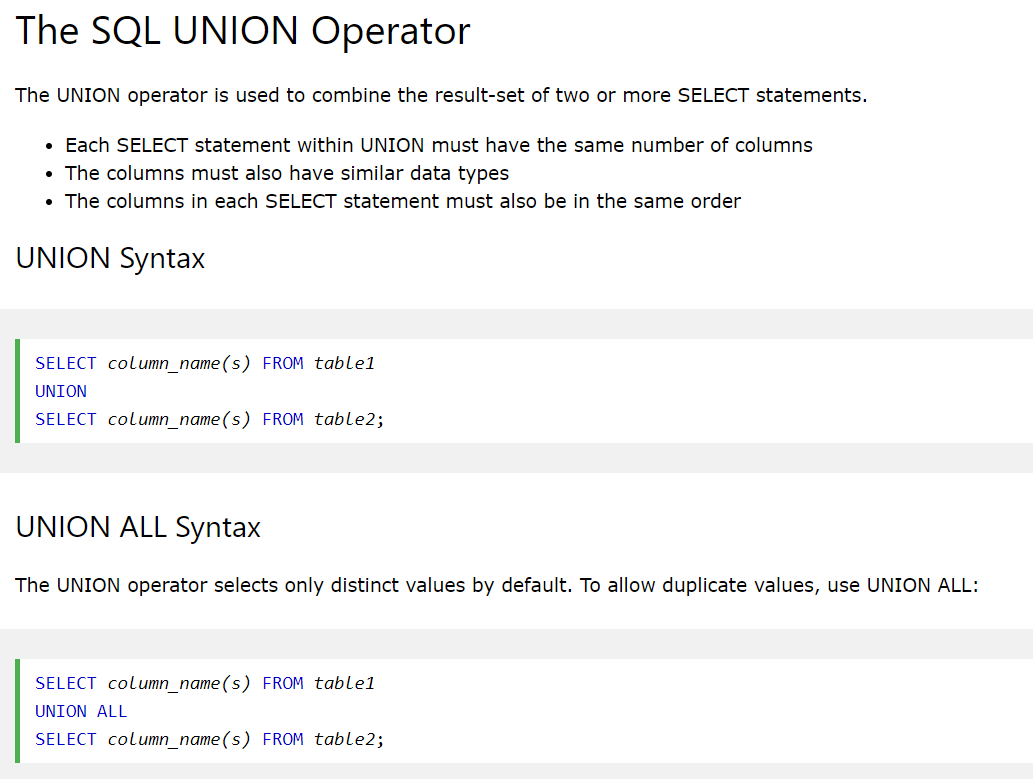 The SQL UNION Operator
The UNION operator is used to combine the result-set of two or more SELECT statements.
• Each SELECT statement within UNION must have the same number of columns
• The columns must also have similar data types
• The columns in each SELECT statement must also be in the same order
UNION Syntax
SELECT column_name(s) FROM table1
UNION
SELECT column_name(s) FROM table2;
UNION ALL Syntax
The UNION operator selects only distinct values by default. To allow duplicate values, use UNION ALL:
SELECT column_name(s) FROM table1
UNION ALL
SELECT column_name(s) FROM table2;